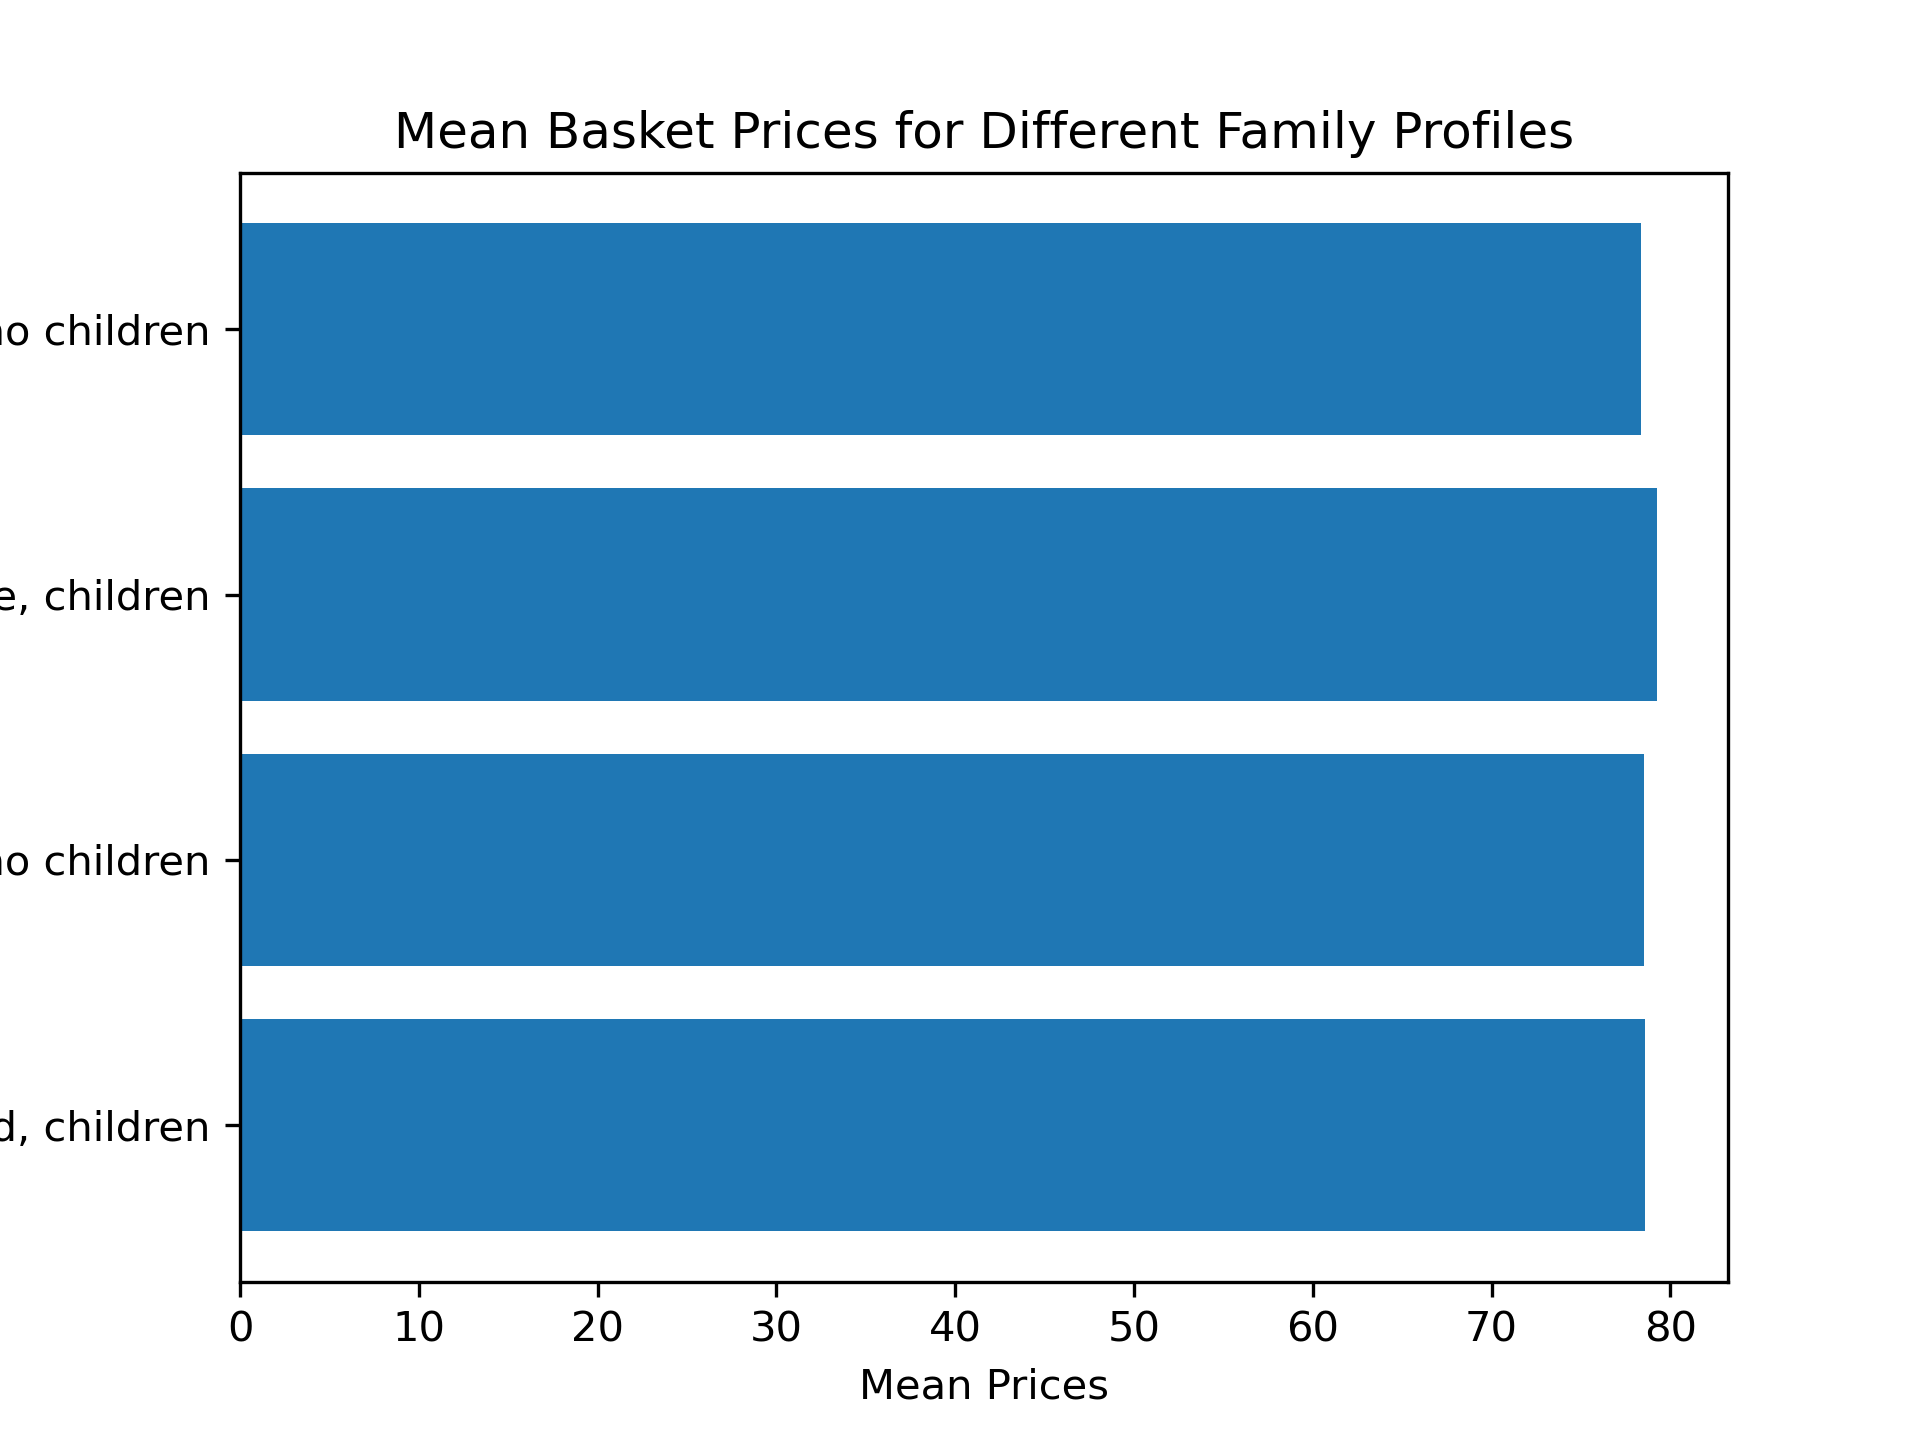 Mean Basket Prices for Different Family Profiles
no children
e, children
no children
d, children
0 10 20 30 40 50 60 70 80
Mean Prices